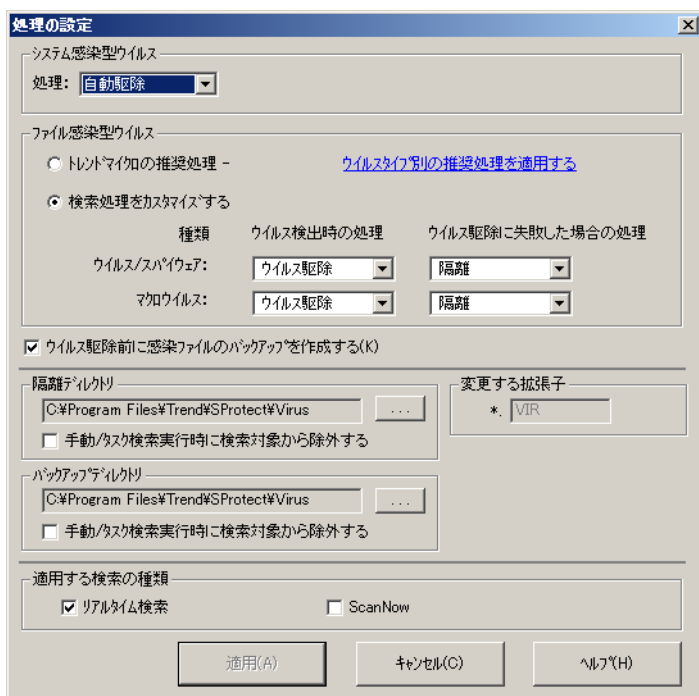 処理の設定
システム感染型ウイルス
処理: 自動駆除
ファイル感染型ウイルス
トレンドマイクロの推奨処理 - ウイルスタイプ別の推奨処理を適用する
検索処理をカスタマイズする
種類 ウイルス検出時の処理 ウイルス駆除に失敗した場合の処理
ウイルス/スパイウェア: ウイルス駆除 隔離
マクロウイルス: ウイルス駆除 隔離
ウイルス駆除前に感染ファイルのバックアップを作成する(K)
隔離ディレクトリ
C:¥Program Files¥Trend¥SProtect¥Virus ...
手動/タスク検索実行時に検索対象から除外する
変更する拡張子
*. VIR
バックアップディレクトリ
C:¥Program Files¥Trend¥SProtect¥Virus ...
手動/タスク検索実行時に検索対象から除外する
適用する検索の種類
リアルタイム検索 ScanNow
適用(A) キャンセル(C) ヘルプ(H)